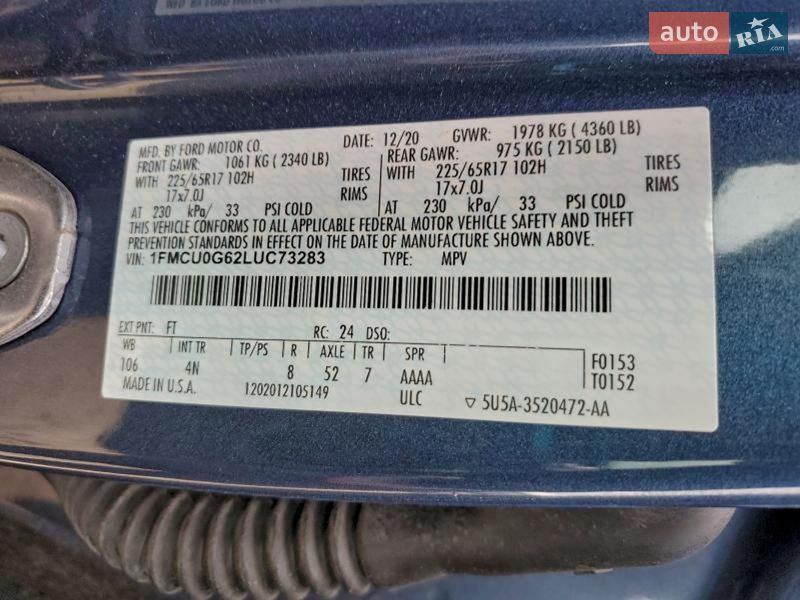 auto RIA .com
MFD. BY FORD MOTOR CO. DATE: 12/20 GVWR: 1978 KG ( 4360 LB)
FRONT GAWR: 1061 KG ( 2340 LB) REAR GAWR: 975 KG ( 2150 LB)
WITH 225/65R17 102H TIRES WITH 225/65R17 102H TIRES
17x7.0J RIMS 17x7.0J RIMS
AT 230 kPa/ 33 PSI COLD AT 230 kPa/ 33 PSI COLD
THIS VEHICLE CONFORMS TO ALL APPLICABLE FEDERAL MOTOR VEHICLE SAFETY AND THEFT
PREVENTION STANDARDS IN EFFECT ON THE DATE OF MANUFACTURE SHOWN ABOVE.
VIN: 1FMCU0G62LUC73283 TYPE: MPV
EXT PNT: FT RC: 24 DSO:
WB INT TR TP/PS R AXLE TR SPR F0153
106 4N 8 52 7 AAAA T0152
MADE IN U.S.A. 1202012105149 ULC ▽ 5U5A-3520472-AA